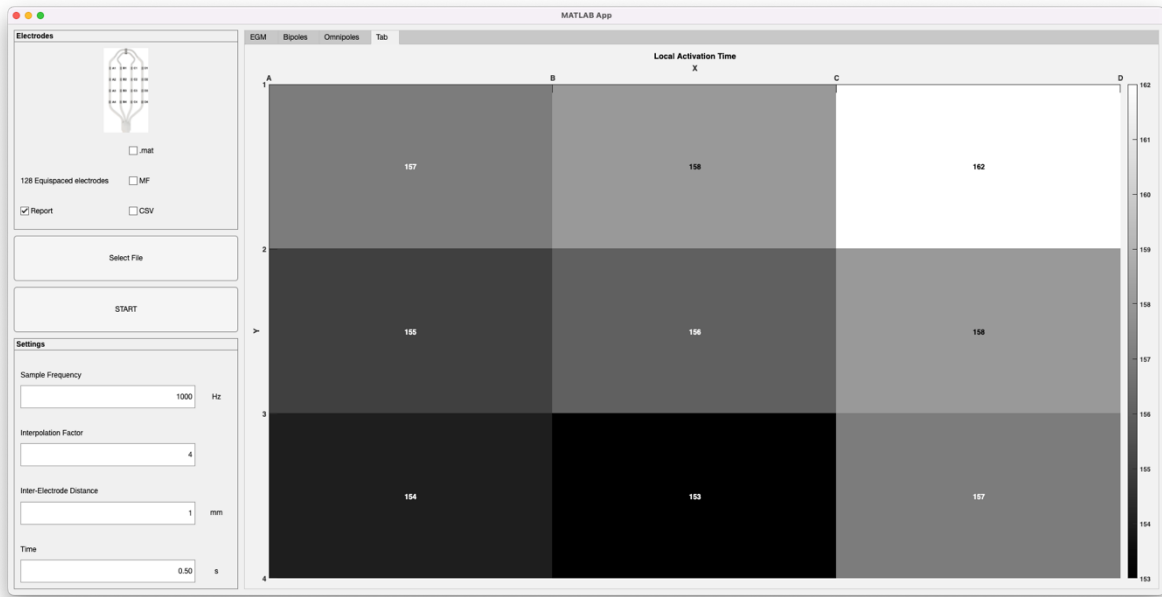 MATLAB App
Electrodes
.mat
128 Equispaced electrodes
MF
Report
CSV
Select File
START
Settings
Sample Frequency
1000 Hz
Interpolation Factor
4
Inter-Electrode Distance
1 mm
Time
0.50 s
EGM Bipoles Omnipoles Tab
Local Activation Time
X
A B C D
1
157 158 162
2
Y
155 156 158
3
154 153 157
4
162
161
160
159
158
157
156
155
154
153